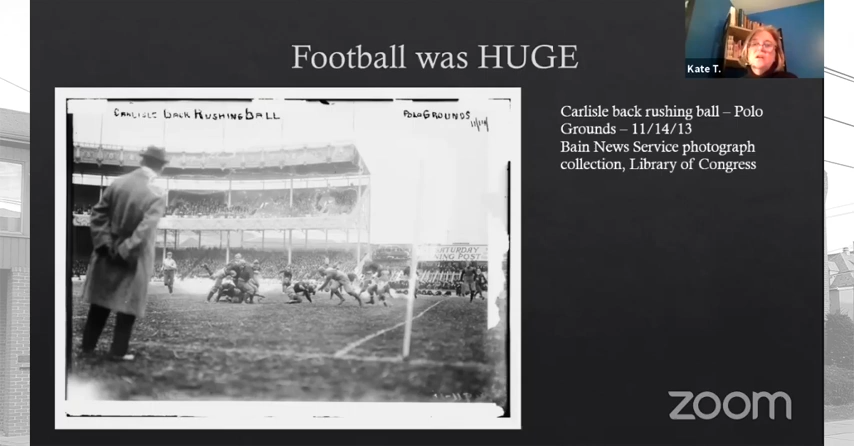 Football was HUGE
Kate T.
CARLISLE BACK RUSHING BALL
POLO GROUNDS
11/14/
SATURDAY
Carlisle back rushing ball – Polo
Grounds – 11/14/13
Bain News Service photograph
collection, Library of Congress
zoom